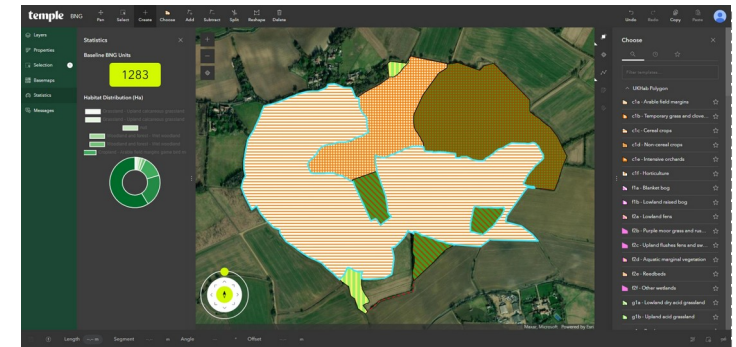 temple BNG
Pan
Select
Create
Choose
Add
Subtract
Split
Reshape
Delete
Undo
Redo
Copy
Paste
Layers
Properties
Selection
Basemaps
Statistics
Messages
Statistics
Baseline BNG Units
1283
Habitat Distribution (Ha)
Choose
Filter templates...
UKHab Polygon
c1a - Arable field margins
c1b - Temporary grass and clove...
c1c - Cereal crops
c1d - Non-cereal crops
c1e - Intensive orchards
c1f - Horticulture
f1a - Blanket bog
f1b - Lowland raised bog
f2a - Lowland fens
f2b - Purple moor grass and rus...
f2c - Upland flushes fens and sw...
f2d - Aquatic marginal vegetation
f2e - Reedbeds
f2f - Other wetlands
g1a - Lowland dry acid grassland
g1b - Upland acid grassland
Maxar, Microsoft Powered by Esri
Length
Segment
Angle
Offset